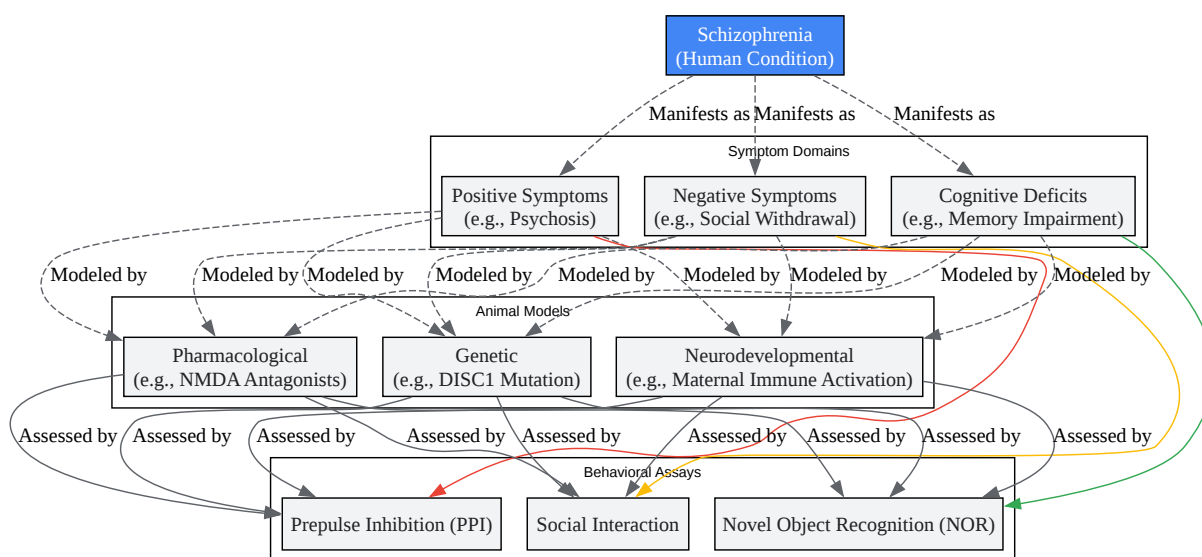 Schizophrenia
(Human Condition)
Manifests as
Manifests as
Manifests as
Symptom Domains
Positive Symptoms
(e.g., Psychosis)
Negative Symptoms
(e.g., Social Withdrawal)
Cognitive Deficits
(e.g., Memory Impairment)
Modeled by
Modeled by
Modeled by
Modeled by
Modeled by
Modeled by
Modeled by
Modeled by
Modeled by
Animal Models
Pharmacological
(e.g., NMDA Antagonists)
Genetic
(e.g., DISC1 Mutation)
Neurodevelopmental
(e.g., Maternal Immune Activation)
Assessed by
Assessed by
Assessed by
Assessed by
Assessed by
Assessed by
Assessed by
Assessed by
Assessed by
Behavioral Assays
Prepulse Inhibition (PPI)
Social Interaction
Novel Object Recognition (NOR)